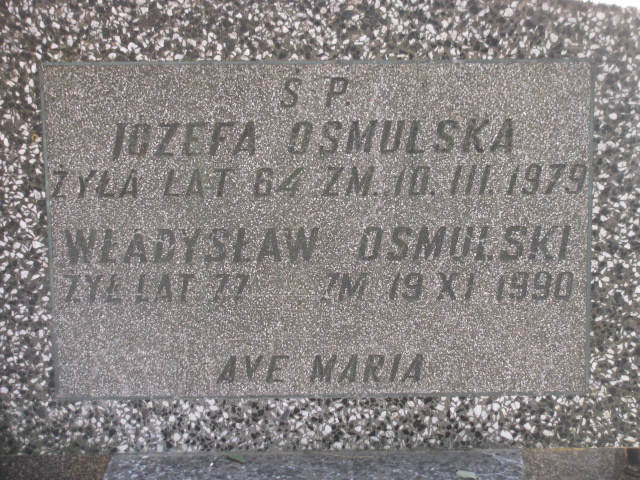 Ś P.
JÓZEFA OSMULSKA
ŻYŁA LAT 64 ZM. 10. III. 1979
WŁADYSŁAW OSMULSKI
ŻYŁ LAT 77 ZM 19 XI 1990
AVE MARIA